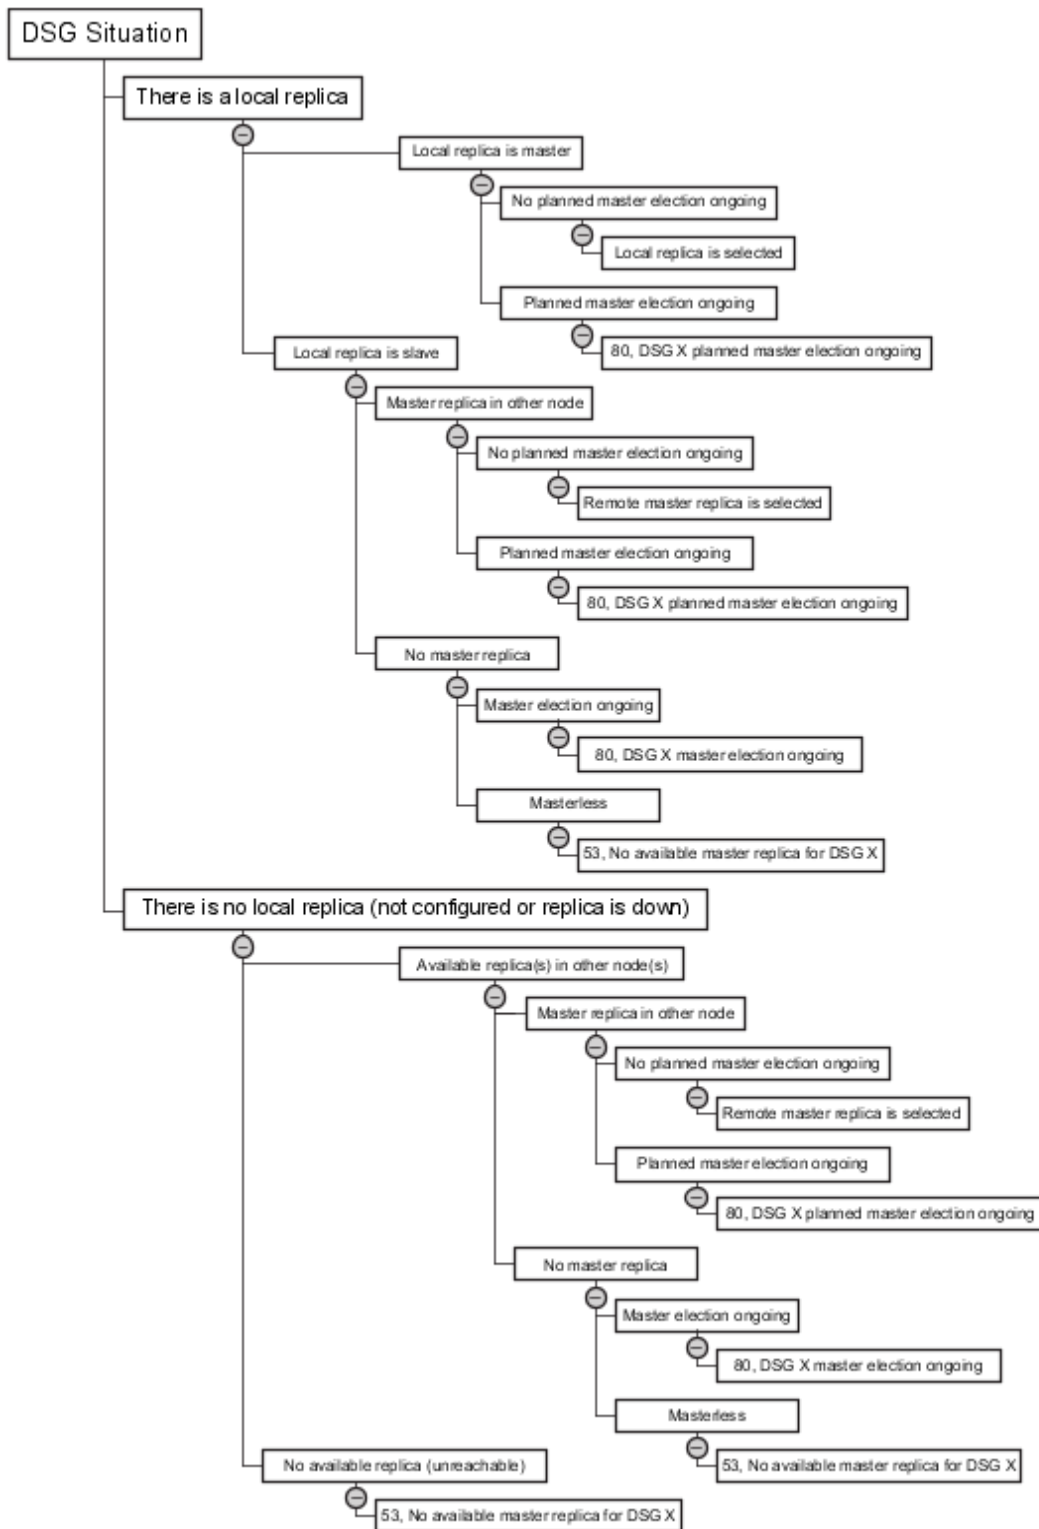 DSG Situation
There is a local replica
Local replica is master
No planned master election ongoing
Local replica is selected
Planned master election ongoing
80, DSG X planned master election ongoing
Local replica is slave
Master replica in other node
No planned master election ongoing
Remote master replica is selected
Planned master election ongoing
80, DSG X planned master election ongoing
No master replica
Master election ongoing
80, DSG X master election ongoing
Masterless
53, No available master replica for DSG X
There is no local replica (not configured or replica is down)
Available replica(s) in other node(s)
Master replica in other node
No planned master election ongoing
Remote master replica is selected
Planned master election ongoing
80, DSG X planned master election ongoing
No master replica
Master election ongoing
80, DSG X master election ongoing
Masterless
53, No available master replica for DSG X
No available replica (unreachable)
53, No available master replica for DSG X